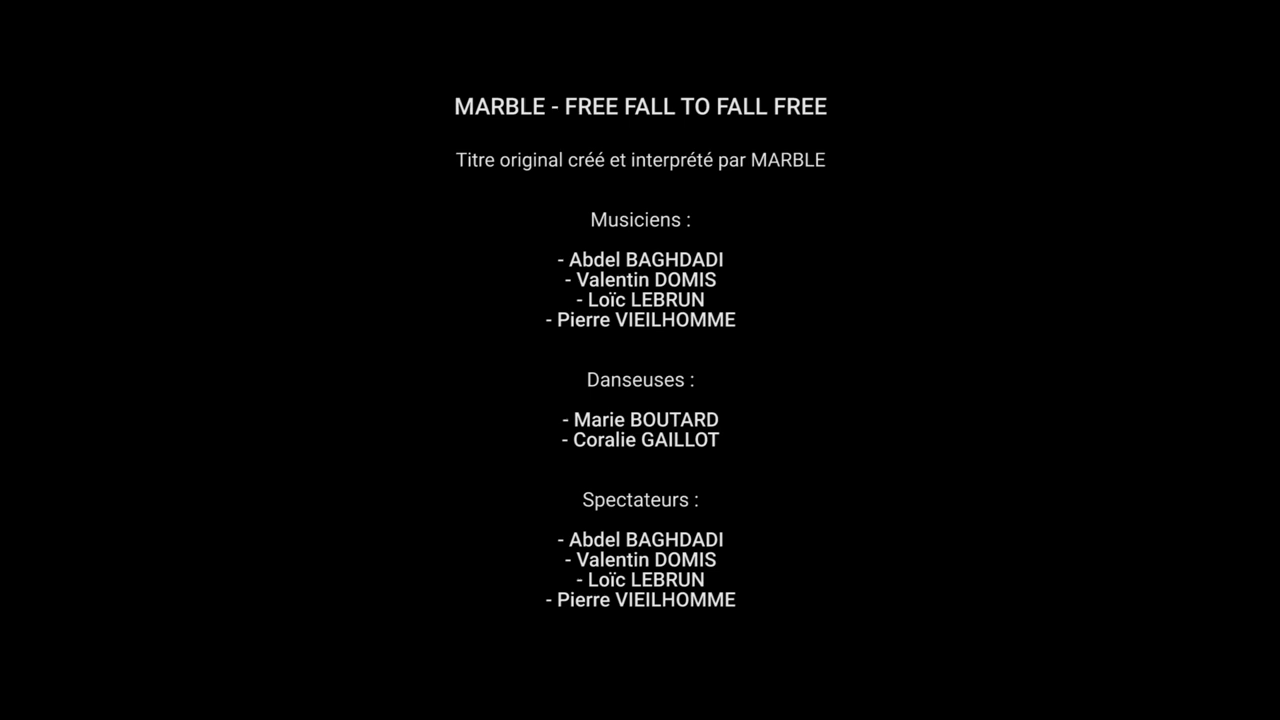 MARBLE - FREE FALL TO FALL FREE
Titre original créé et interprété par MARBLE
Musiciens :
- Abdel BAGHDADI
- Valentin DOMIS
- Loïc LEBRUN
- Pierre VIEILHOMME
Danseuses :
- Marie BOUTARD
- Coralie GAILLOT
Spectateurs :
- Abdel BAGHDADI
- Valentin DOMIS
- Loïc LEBRUN
- Pierre VIEILHOMME